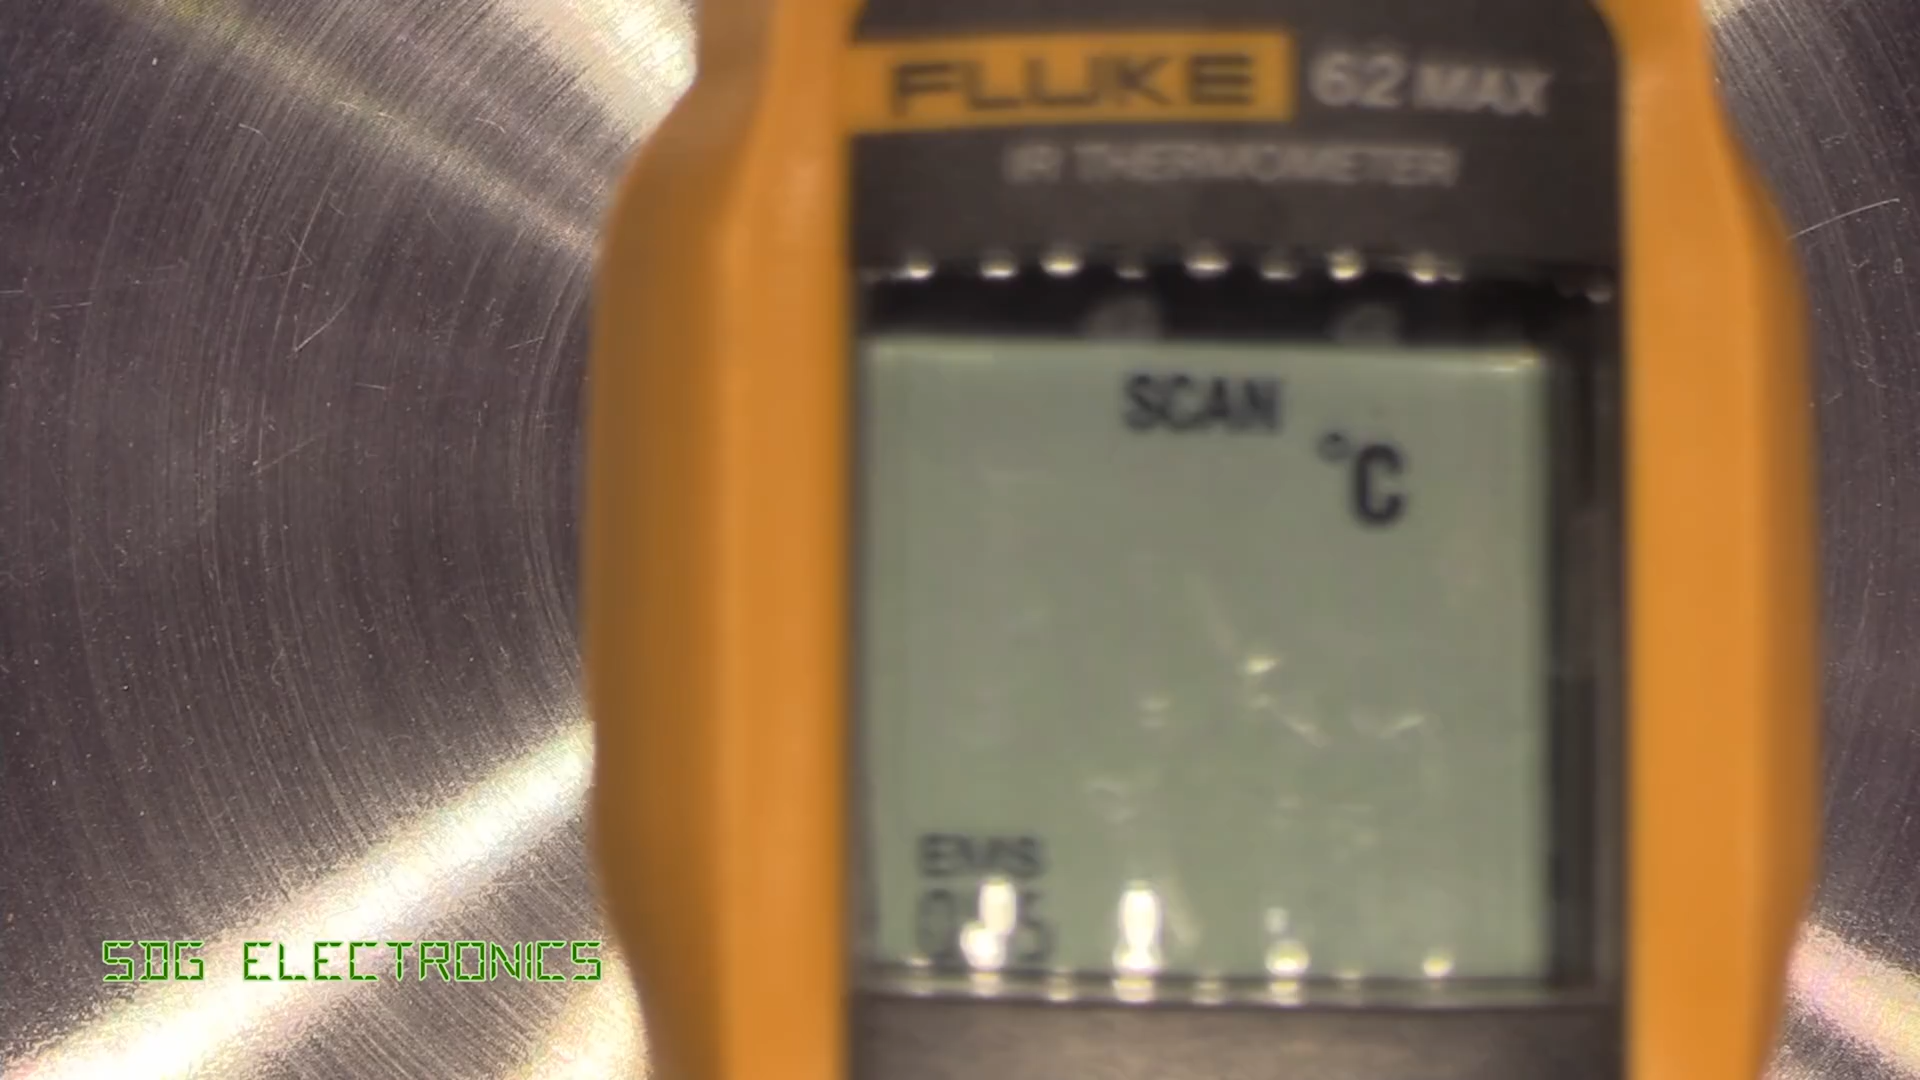 FLUKE 62 MAX
IR THERMOMETER
SCAN
°C
EMS
SDG ELECTRONICS